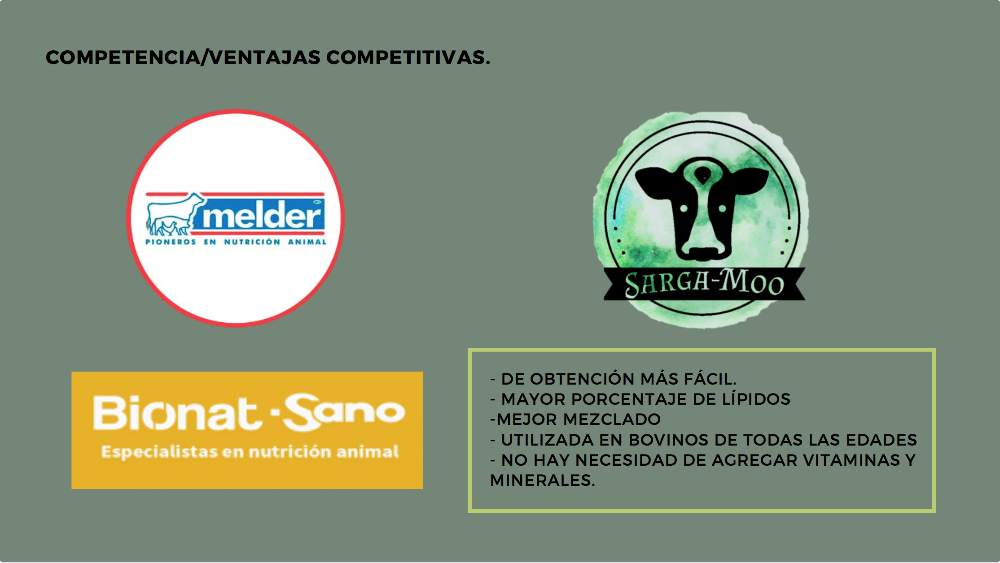 COMPETENCIA/VENTAJAS COMPETITIVAS.
melder
PIONEROS EN NUTRICIÓN ANIMAL
SARGA-MOO
Bionat·Sano
Especialistas en nutrición animal
- DE OBTENCIÓN MÁS FÁCIL.
- MAYOR PORCENTAJE DE LÍPIDOS
-MEJOR MEZCLADO
- UTILIZADA EN BOVINOS DE TODAS LAS EDADES
- NO HAY NECESIDAD DE AGREGAR VITAMINAS Y
MINERALES.